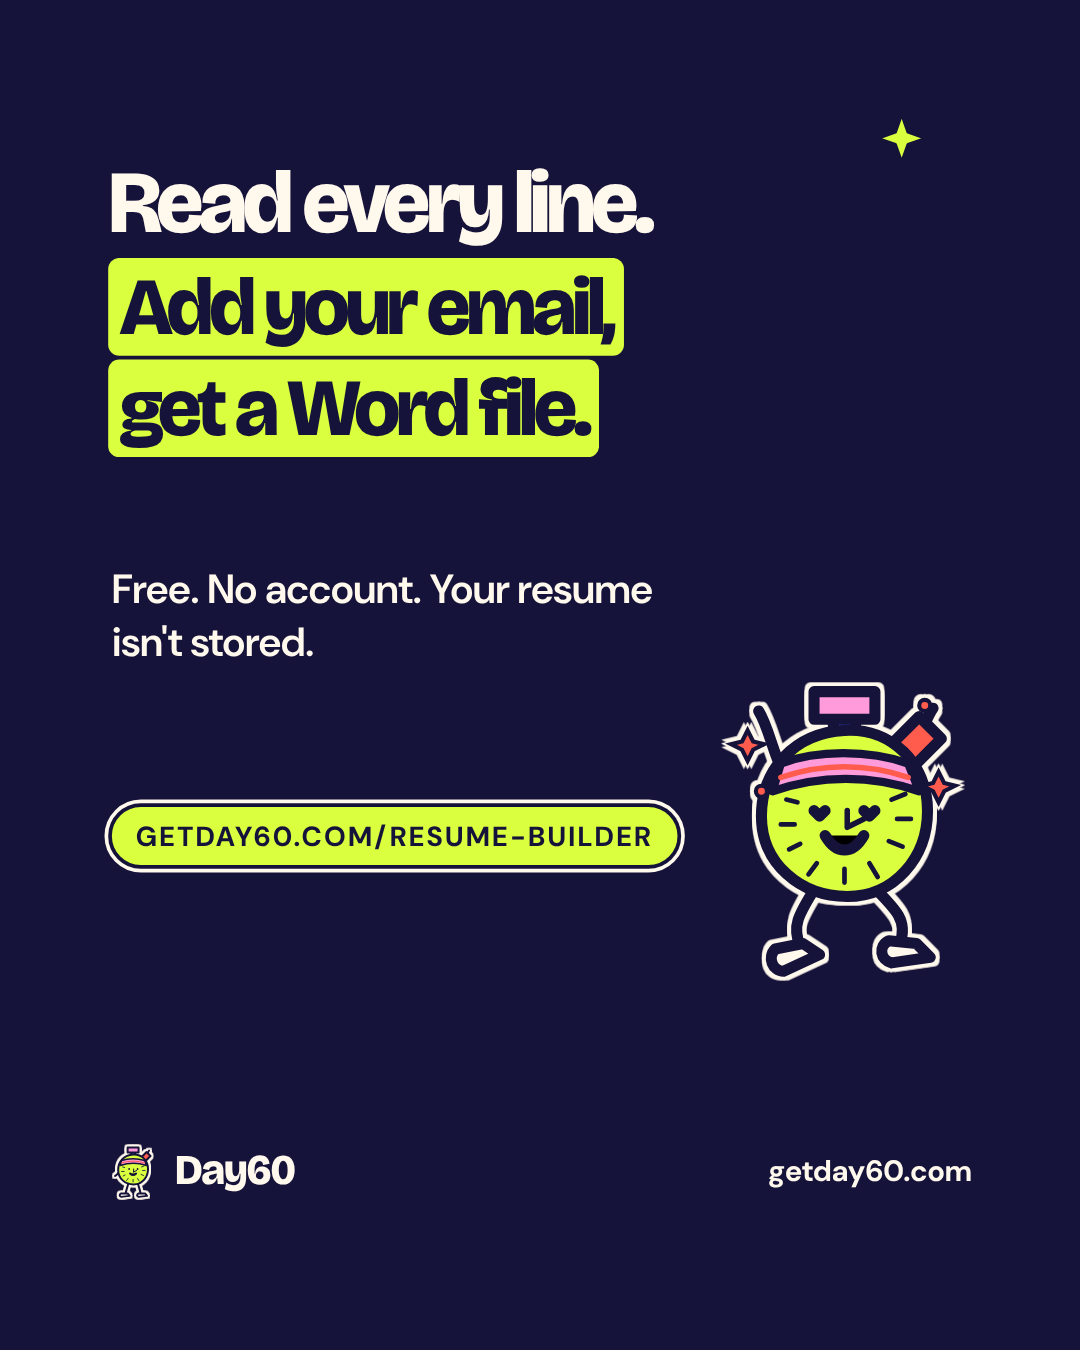 Read every line.
Add your email,
get a Word file.
Free. No account. Your resume
isn't stored.
GETDAY60.COM/RESUME-BUILDER
Day60
getday60.com